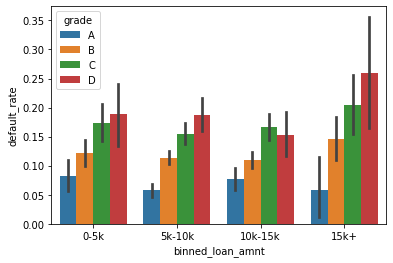 grade
A
B
C
D
0.35
0.30
0.25
0.20
0.15
0.10
0.05
0.00
default_rate
0-5k 5k-10k 10k-15k 15k+
binned_loan_amnt